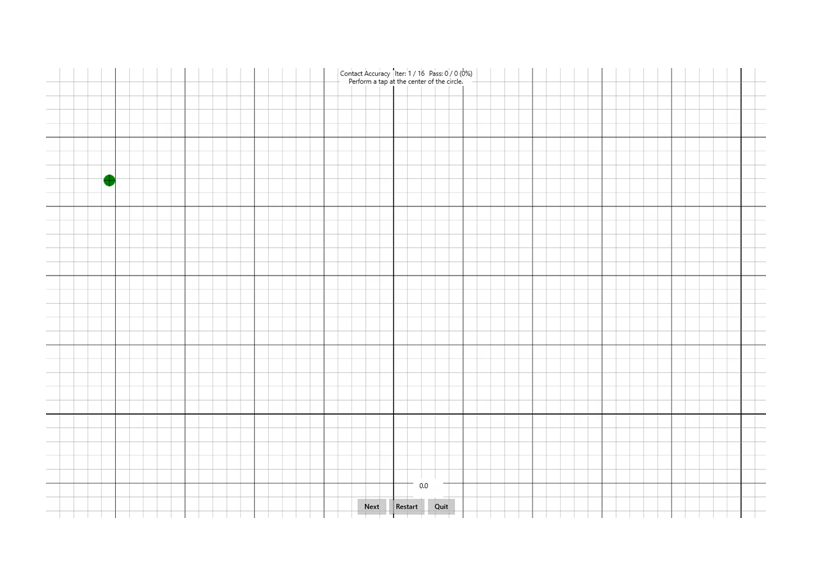 Contact Accuracy Iter: 1 / 16 Pass: 0 / 0 (0%)
Perform a tap at the center of the circle.
0.0
Next Restart Quit